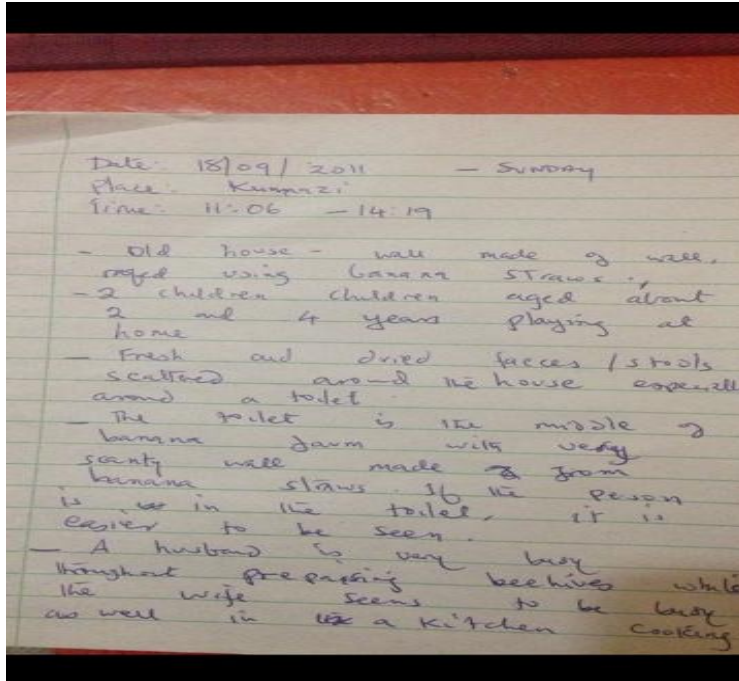 Date: 18/09/2011 — SUNDAY
Place: Kumnazi
Time: 11:06 — 14:19
- Old house - wall made of wall,
roofed using banana straws.,
- 2 children children aged about
2 and 4 years playing at
home
- Fresh and dried faeces / stools
scattered around the house especiall
around a toilet.
- The toilet is the middle of
banana farm with very
scanty wall made from
banana straws. If the peson
is in the toilet, it is
easier to be seen.
- A husband is very busy
throughout preparing beehives while
the wife seems to be busy
as well in a kitchen cooking